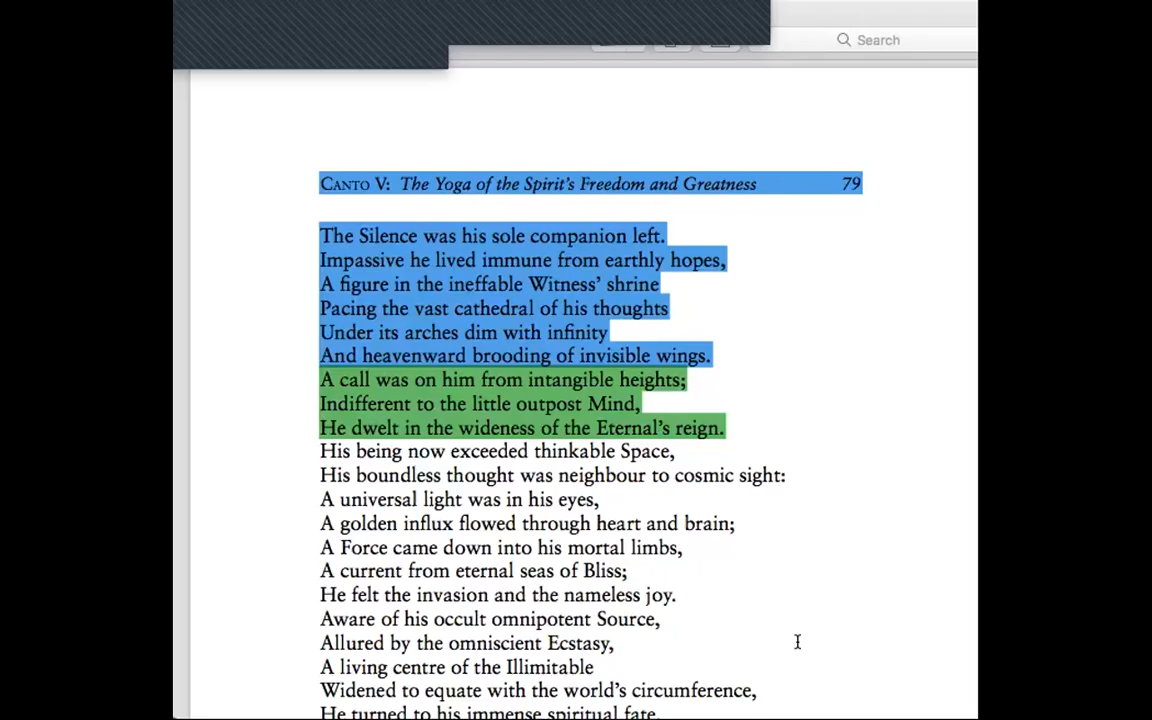 Search
CANTO V: The Yoga of the Spirit's Freedom and Greatness 79
The Silence was his sole companion left.
Impassive he lived immune from earthly hopes,
A figure in the ineffable Witness' shrine
Pacing the vast cathedral of his thoughts
Under its arches dim with infinity
And heavenward brooding of invisible wings.
A call was on him from intangible heights;
Indifferent to the little outpost Mind,
He dwelt in the wideness of the Eternal's reign.
His being now exceeded thinkable Space,
His boundless thought was neighbour to cosmic sight:
A universal light was in his eyes,
A golden influx flowed through heart and brain;
A Force came down into his mortal limbs,
A current from eternal seas of Bliss;
He felt the invasion and the nameless joy.
Aware of his occult omnipotent Source,
Allured by the omniscient Ecstasy,
A living centre of the Illimitable
Widened to equate with the world's circumference,
He turned to his immense spiritual fate.